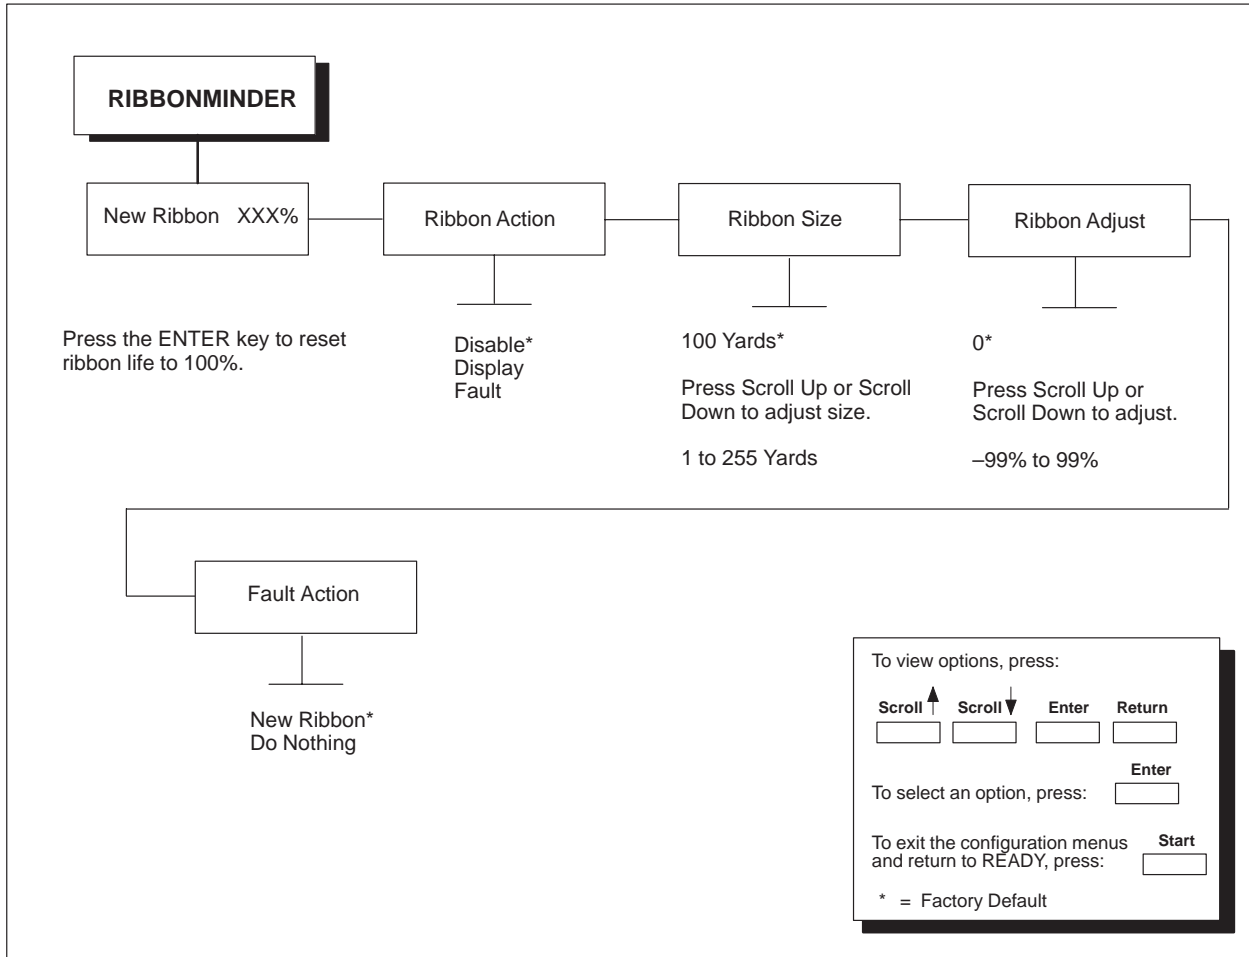 RIBBONMINDER
New Ribbon XXX%
Ribbon Action
Ribbon Size
Ribbon Adjust
Press the ENTER key to reset
ribbon life to 100%.
Disable*
Display
Fault
100 Yards*
Press Scroll Up or Scroll
Down to adjust size.
1 to 255 Yards
0*
Press Scroll Up or
Scroll Down to adjust.
–99% to 99%
Fault Action
New Ribbon*
Do Nothing
To view options, press:
Scroll Scroll Enter Return
Enter
To select an option, press:
To exit the configuration menus
and return to READY, press:
Start
* = Factory Default